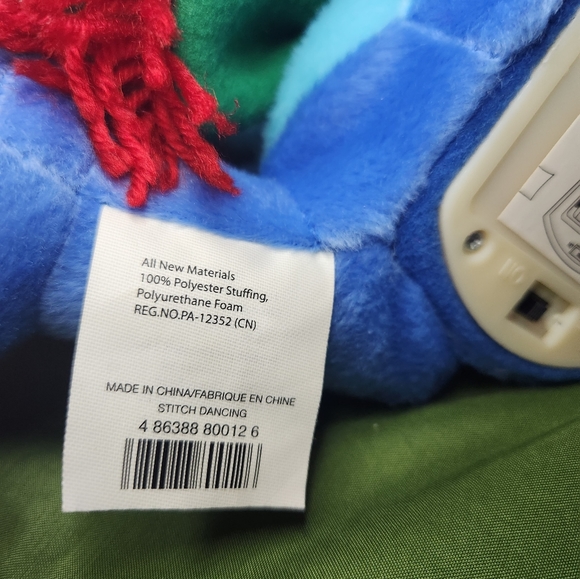 All New Materials
100% Polyester Stuffing,
Polyurethane Foam
REG.NO.PA-12352 (CN)
MADE IN CHINA/FABRIQUE EN CHINE
STITCH DANCING
4 86388 80012 6